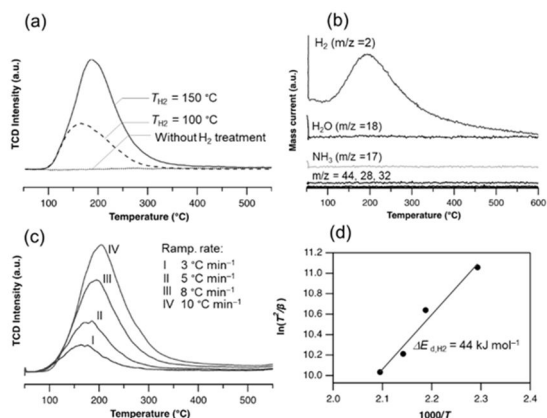 (a)
TCD Intensity (a.u.)
T_H2 = 150 °C
T_H2 = 100 °C
Without H₂ treatment
100 200 300 400 500
Temperature (°C)
(b)
Mass current (a.u.)
H₂ (m/z =2)
H₂O (m/z =18)
NH₃ (m/z =17)
m/z = 44, 28, 32
100 200 300 400 500 600
Temperature (°C)
(c)
TCD Intensity (a.u.)
IV
III
II
I
Ramp. rate:
I 3 °C min⁻¹
II 5 °C min⁻¹
III 8 °C min⁻¹
IV 10 °C min⁻¹
100 200 300 400 500
Temperature (°C)
(d)
ln(T²/β)
11.2
11.0
10.8
10.6
10.4
10.2
10.0
ΔE d,H2 = 44 kJ mol⁻¹
2.0 2.1 2.2 2.3 2.4
1000/T